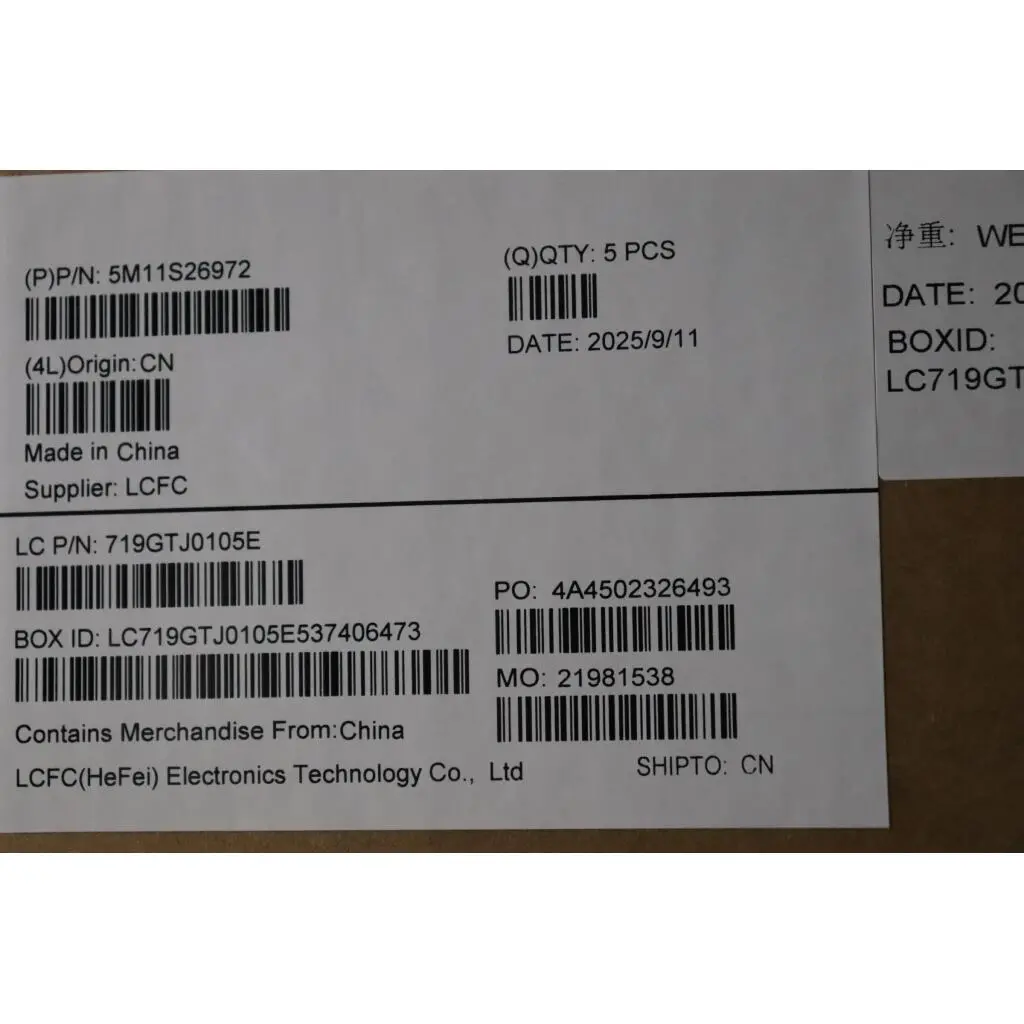 (P)P/N: 5M11S26972
(Q)QTY: 5 PCS
DATE: 2025/9/11
(4L)Origin:CN
Made in China
Supplier: LCFC
LC P/N: 719GTJ0105E
PO: 4A4502326493
BOX ID: LC719GTJ0105E537406473
MO: 21981538
Contains Merchandise From:China
LCFC(HeFei) Electronics Technology Co., Ltd
SHIPTO: CN
净重: WE
DATE: 20
BOXID:
LC719GT